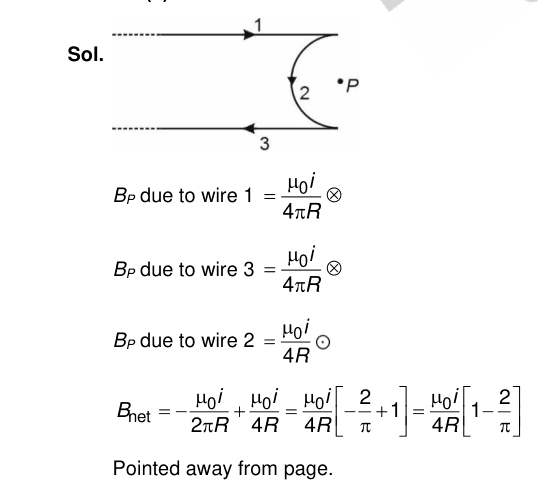 1
Sol.
2
•P
3
B_P due to wire 1 = μ₀i / 4πR ⊗
B_P due to wire 3 = μ₀i / 4πR ⊗
B_P due to wire 2 = μ₀i / 4R ⊙
B_net = −μ₀i / 2πR + μ₀i / 4R = μ₀i / 4R [−2/π + 1] = μ₀i / 4R [1 − 2/π]
Pointed away from page.